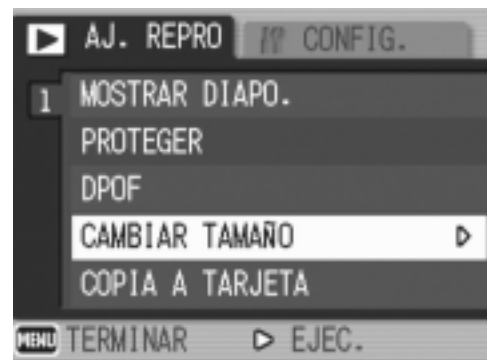 AJ. REPRO CONFIG.
1 MOSTRAR DIAPO.
PROTEGER
DPOF
CAMBIAR TAMAÑO
COPIA A TARJETA
MENU TERMINAR EJEC.